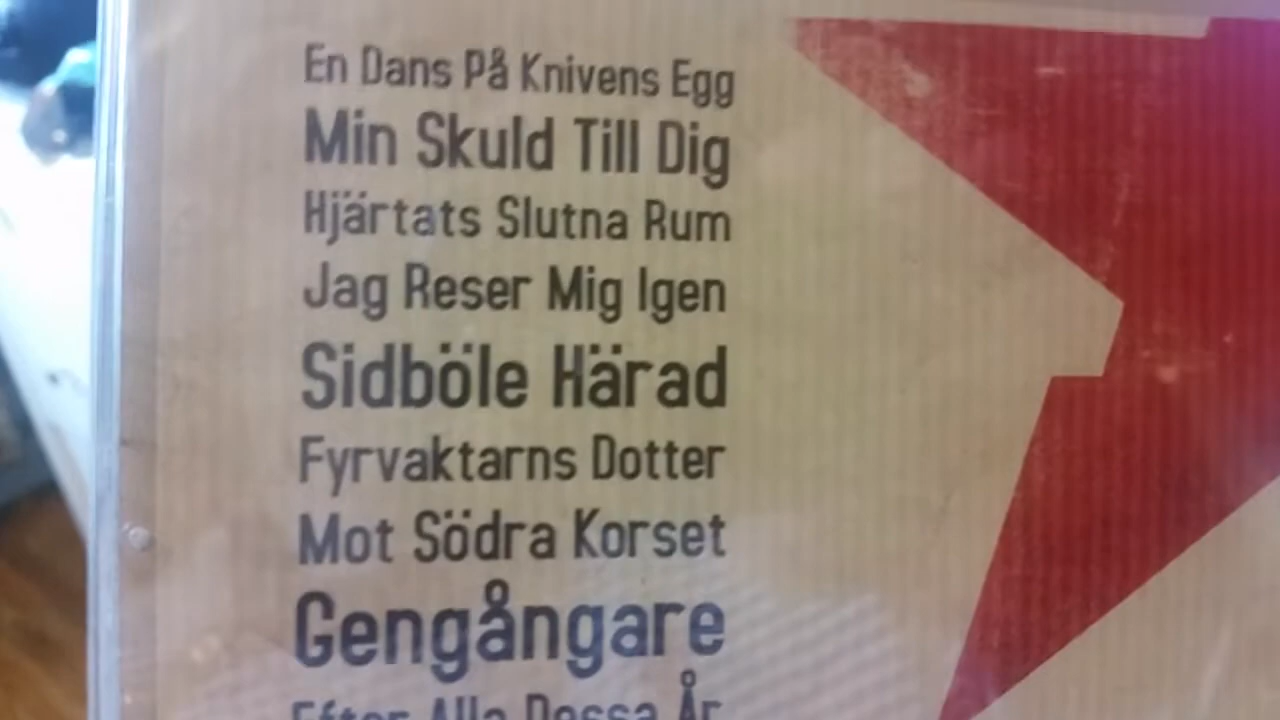 En Dans På Knivens Egg
Min Skuld Till Dig
Hjärtats Slutna Rum
Jag Reser Mig Igen
Sidböle Härad
Fyrvaktarns Dotter
Mot Södra Korset
Gengångare
Efter Alla Dessa År